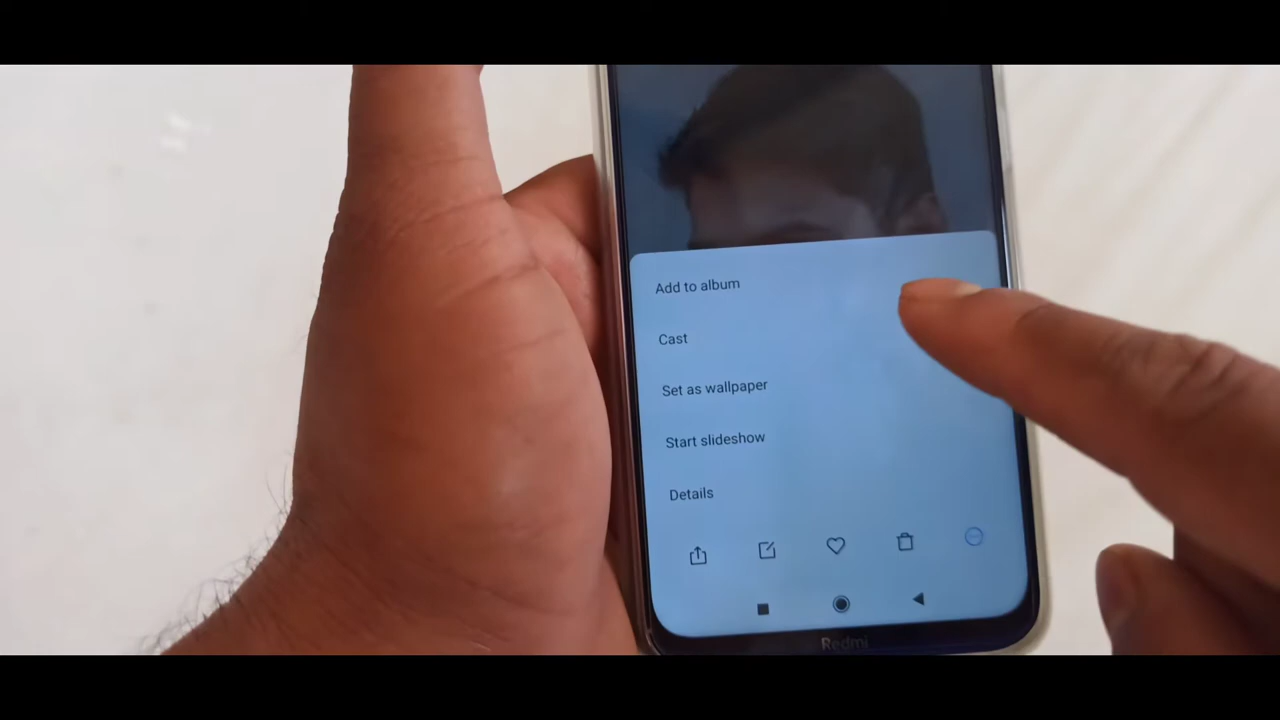 Add to album
Cast
Set as wallpaper
Start slideshow
Details
Redmi